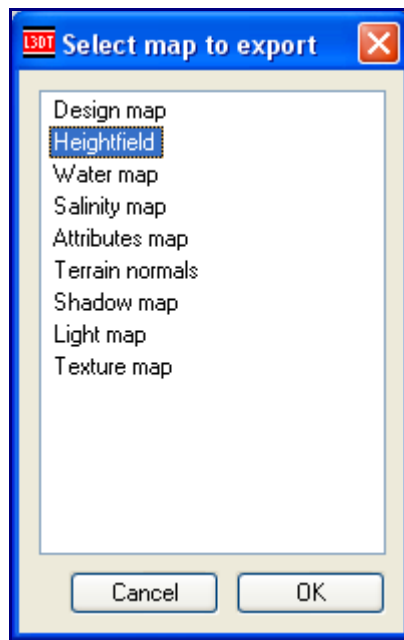 L3DT Select map to export
Design map
Heightfield
Water map
Salinity map
Attributes map
Terrain normals
Shadow map
Light map
Texture map
Cancel OK